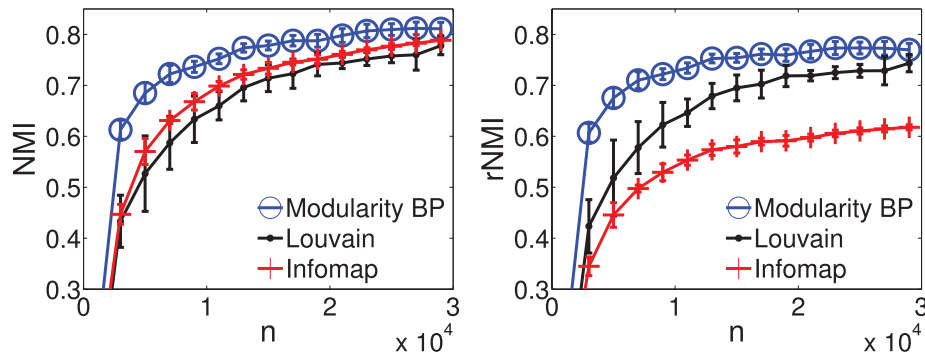 NMI
0.8
0.7
0.6
0.5
0.4
0.3
Modularity BP
Louvain
Infomap
0 1 2 3
n
x 10^4
rNMI
0.8
0.7
0.6
0.5
0.4
0.3
Modularity BP
Louvain
Infomap
0 1 2 3
n
x 10^4